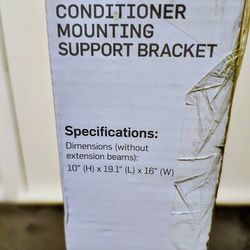 CONDITIONER
MOUNTING
SUPPORT BRACKET
Specifications:
Dimensions (without
extension beams):
10" (H) x 19.1" (L) x 16" (W)